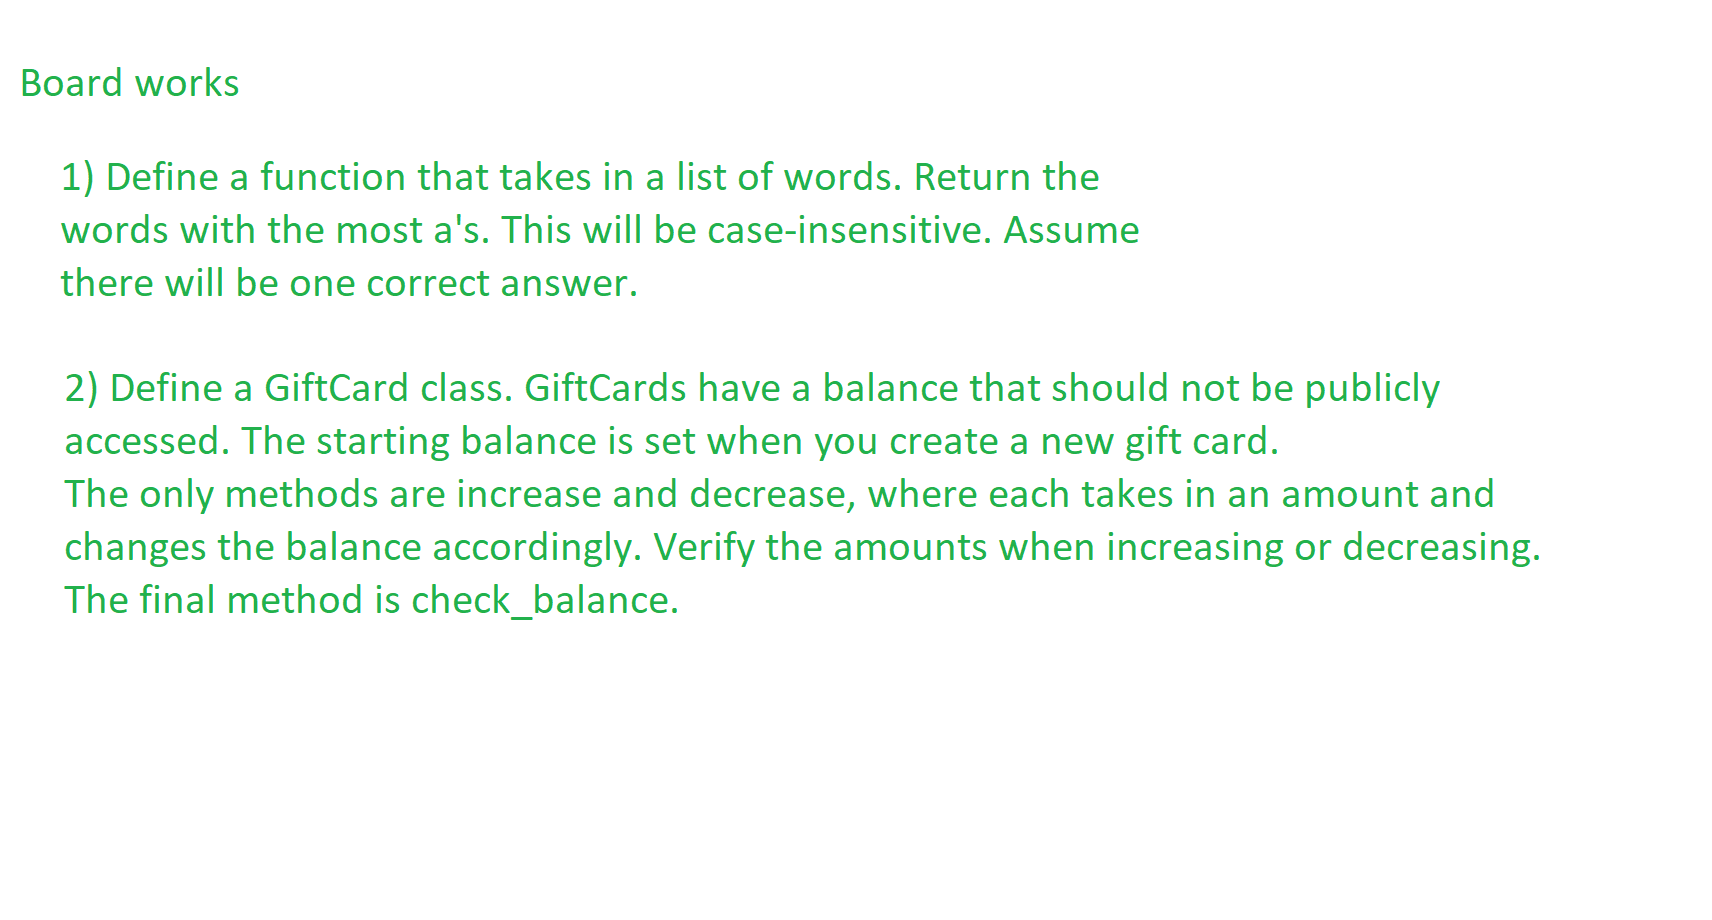 Board works
1) Define a function that takes in a list of words. Return the
words with the most a's. This will be case-insensitive. Assume
there will be one correct answer.
2) Define a GiftCard class. GiftCards have a balance that should not be publicly
accessed. The starting balance is set when you create a new gift card.
The only methods are increase and decrease, where each takes in an amount and
changes the balance accordingly. Verify the amounts when increasing or decreasing.
The final method is check_balance.